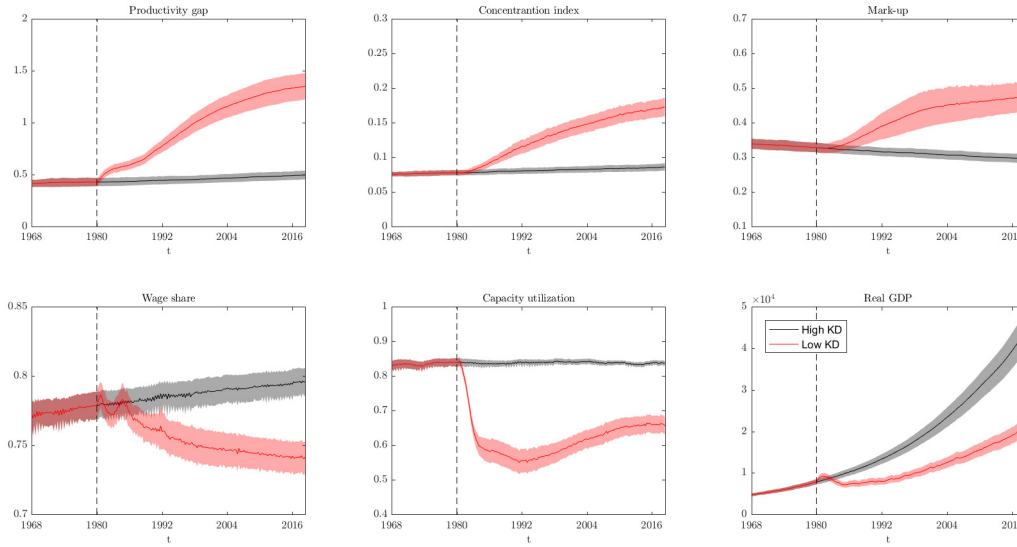 Productivity gap
2
1.5
1
0.5
0
1968 1980 1992 2004 2016
t
Concentrantion index
0.3
0.25
0.2
0.15
0.1
0.05
0
1968 1980 1992 2004 2016
t
Mark-up
0.7
0.6
0.5
0.4
0.3
0.2
0.1
1968 1980 1992 2004 201
t
Wage share
0.85
0.8
0.75
0.7
1968 1980 1992 2004 2016
t
Capacity utilization
1
0.9
0.8
0.7
0.6
0.5
0.4
1968 1980 1992 2004 2016
t
Real GDP
×10⁴
5
4
3
2
1
0
High KD
Low KD
1968 1980 1992 2004 201
t